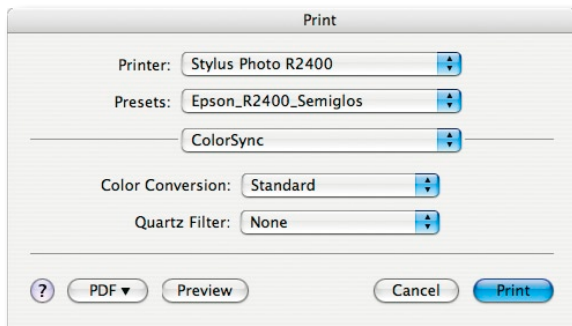 Print
Printer: Stylus Photo R2400
Presets: Epson_R2400_Semiglos
ColorSync
Color Conversion: Standard
Quartz Filter: None
? PDF ▼ Preview Cancel Print